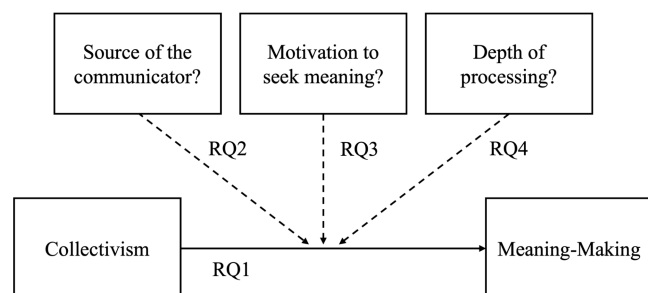 Source of the
communicator?
Motivation to
seek meaning?
Depth of
processing?
RQ2
RQ3
RQ4
Collectivism
RQ1
Meaning-Making